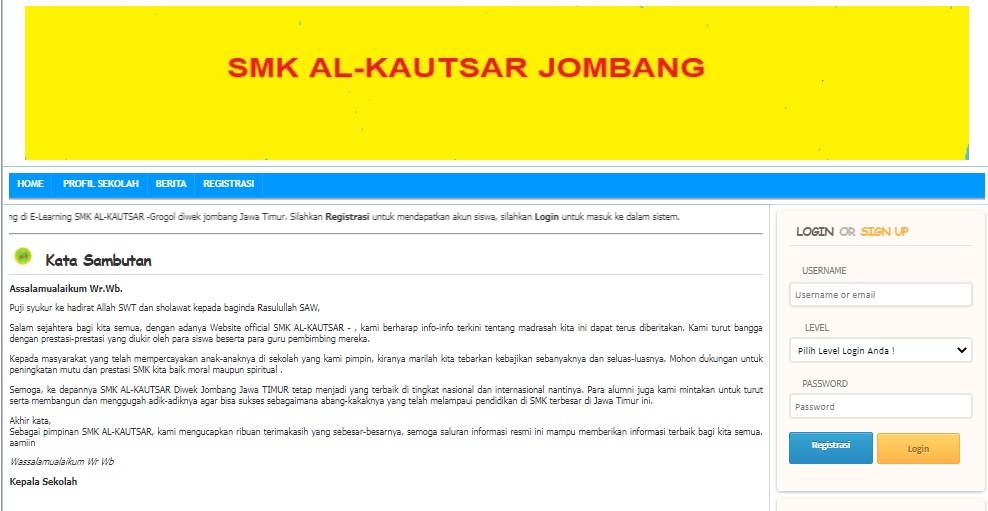 SMK AL-KAUTSAR JOMBANG
HOME PROFIL SEKOLAH BERITA REGISTRASI
ng di E-Learning SMK AL-KAUTSAR -Grogol diwek jombang Jawa Timur. Silahkan Registrasi untuk mendapatkan akun siswa, silahkan Login untuk masuk ke dalam sistem.
Kata Sambutan
Assalamualaikum Wr.Wb.
Puji syukur ke hadirat Allah SWT dan sholawat kepada baginda Rasulullah SAW,
Salam sejahtera bagi kita semua, dengan adanya Website official SMK AL-KAUTSAR - , kami berharap info-info terkini tentang madrasah kita ini dapat terus diberitakan. Kami turut bangga
dengan prestasi-prestasi yang diukir oleh para siswa beserta para guru pembimbing mereka.
Kepada masyarakat yang telah mempercayakan anak-anaknya di sekolah yang kami pimpin, kiranya marilah kita tebarkan kebajikan sebanyaknya dan seluas-luasnya. Mohon dukungan untuk
peningkatan mutu dan prestasi SMK kita baik moral maupun spiritual .
Semoga, ke depannya SMK AL-KAUTSAR Diwek Jombang Jawa TIMUR tetap menjadi yang terbaik di tingkat nasional dan internasional nantinya. Para alumni juga kami mintakan untuk turut
serta membangun dan menggugah adik-adiknya agar bisa sukses sebagaimana abang-kakaknya yang telah melampaui pendidikan di SMK terbesar di Jawa Timur ini.
Akhir kata,
Sebagai pimpinan SMK AL-KAUTSAR, kami mengucapkan ribuan terimakasih yang sebesar-besarnya, semoga saluran informasi resmi ini mampu memberikan informasi terbaik bagi kita semua.
aamiin
Wassalamualaikum Wr Wb
Kepala Sekolah
LOGIN OR SIGN UP
USERNAME
Username or email
LEVEL
Pilih Level Login Anda !
PASSWORD
Password
Registrasi Login